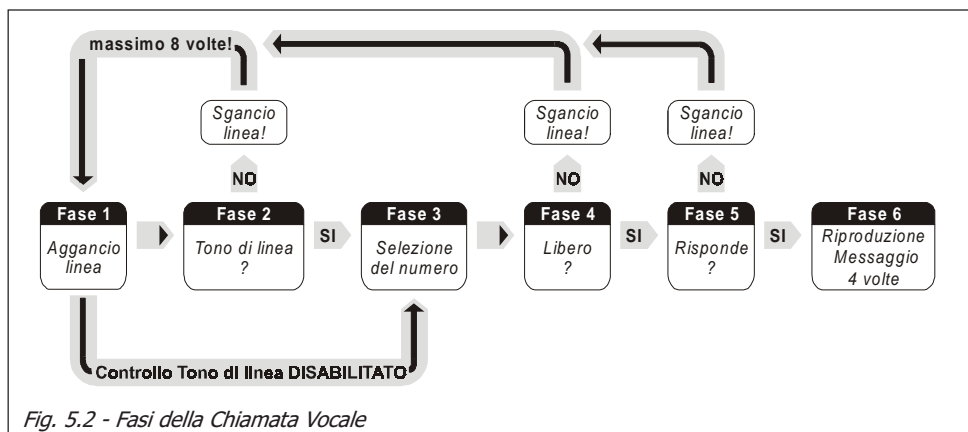 massimo 8 volte!
Sgancio
linea!
Sgancio
linea!
Sgancio
linea!
NO
NO
NO
Fase 1
Aggancio
linea
Fase 2
Tono di linea
?
SI
Fase 3
Selezione
del numero
Fase 4
Libero
?
SI
Fase 5
Risponde
?
SI
Fase 6
Riproduzione
Messaggio
4 volte
Controllo Tono di linea DISABILITATO
Fig. 5.2 - Fasi della Chiamata Vocale